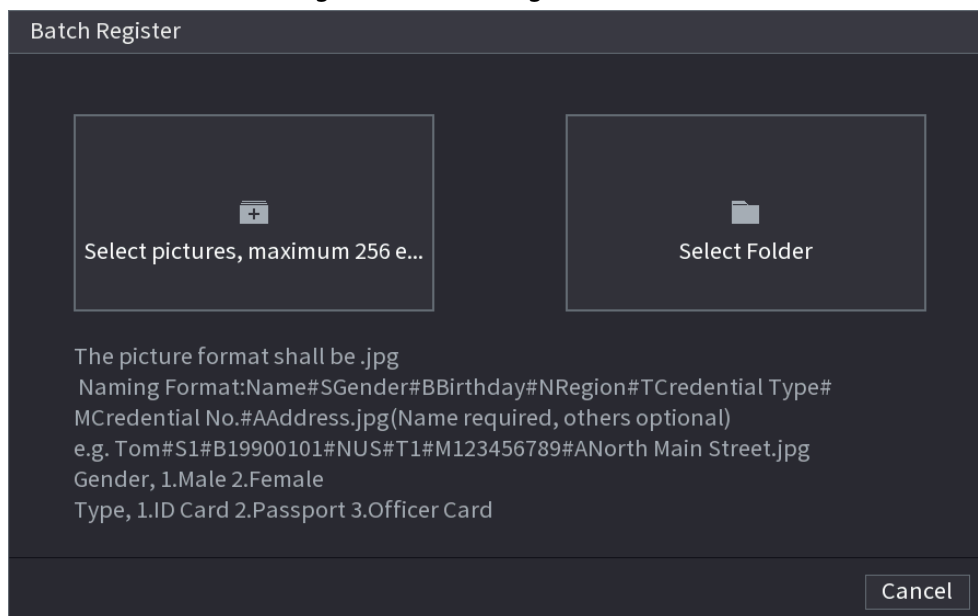 Batch Register
Select pictures, maximum 256 e...
Select Folder
The picture format shall be .jpg
Naming Format:Name#SGender#BBirthday#NRegion#TCredential Type#
MCredential No.#AAddress.jpg(Name required, others optional)
e.g. Tom#S1#B19900101#NUS#T1#M123456789#ANorth Main Street.jpg
Gender, 1.Male 2.Female
Type, 1.ID Card 2.Passport 3.Officer Card
Cancel